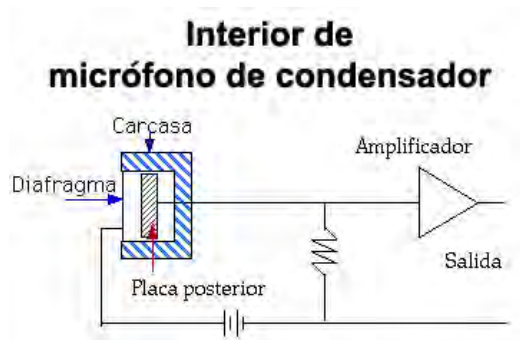 Interior de
micrófono de condensador
Carcasa
Amplificador
Diafragma
Salida
Placa posterior